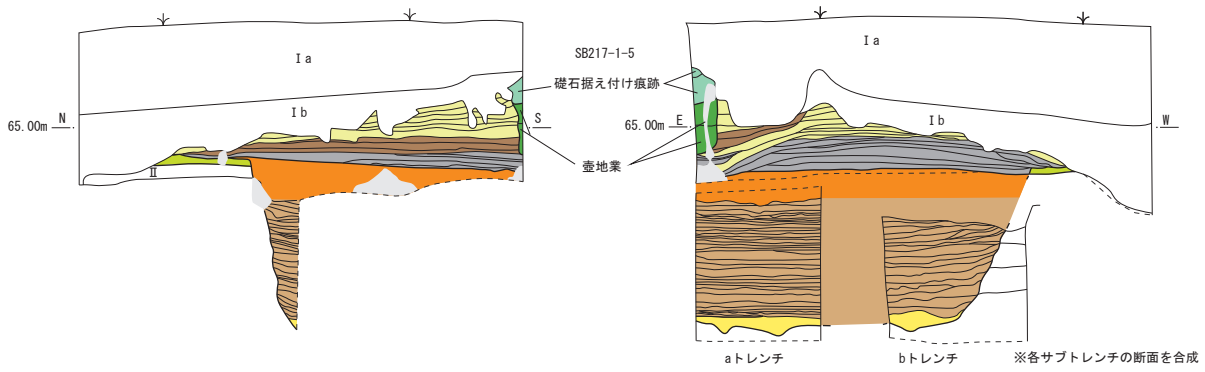 Ⅰa
SB217-1-5
Ⅰa
礎石据え付け痕跡
Ⅰb
N
65.00m
S
65.00m
E
Ⅰb
W
壺地業
Ⅱ
aトレンチ
bトレンチ
※各サブトレンチの断面を合成